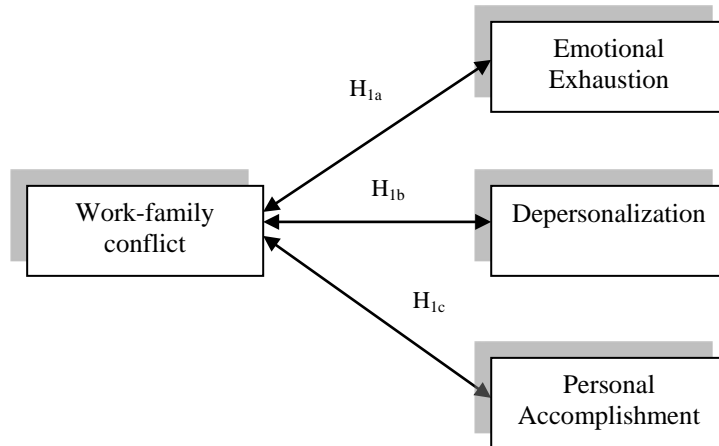 Emotional
Exhaustion
H1a
Work-family
conflict
H1b
Depersonalization
H1c
Personal
Accomplishment